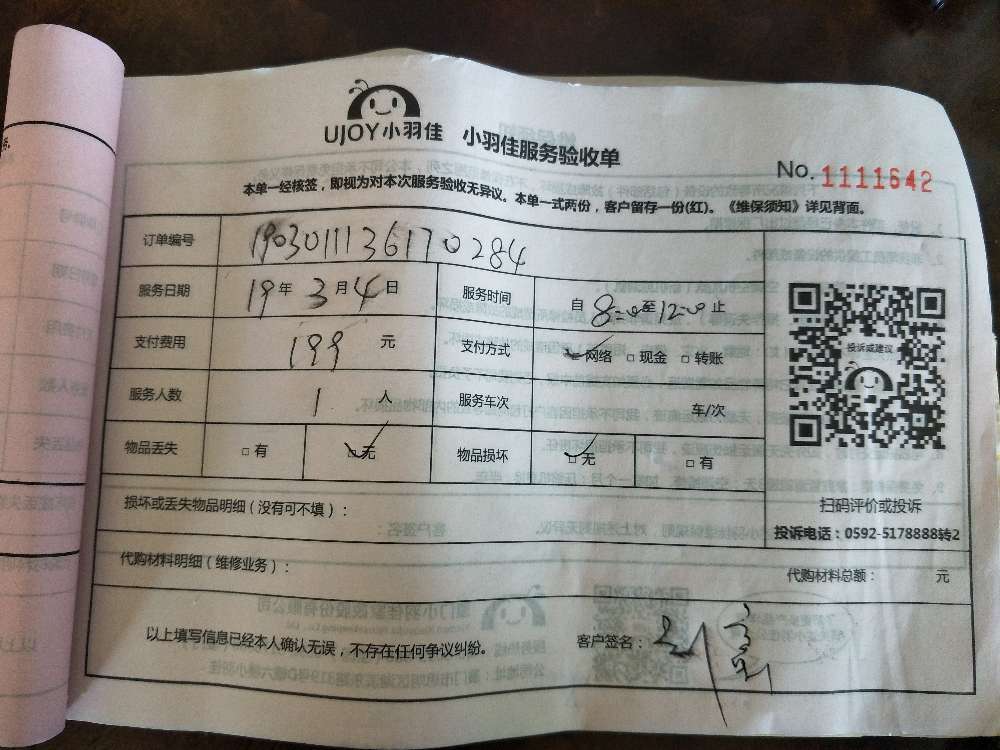 UJOY小羽佳 小羽佳服务验收单
No. 1111642
本单一经核签，即视为对本次服务验收无异议。本单一式两份，客户留存一份(红)。《维保须知》详见背面。
订单编号 190301113617 0284
服务日期 19年 3月4日 服务时间 自 8:00至12:00止
支付费用 199 元 支付方式 ☑网络 □现金 □转账
服务人数 1 人 服务车次 车/次
物品丢失 □有 ☑无 物品损坏 ☑无 □有
投诉或建议
扫码评价或投诉
投诉电话：0592-5178888转2
损坏或丢失物品明细（没有可不填）：
代购材料明细（维修业务）： 代购材料总额： 元
以上填写信息已经本人确认无误，不存在任何争议纠纷。 客户签名：